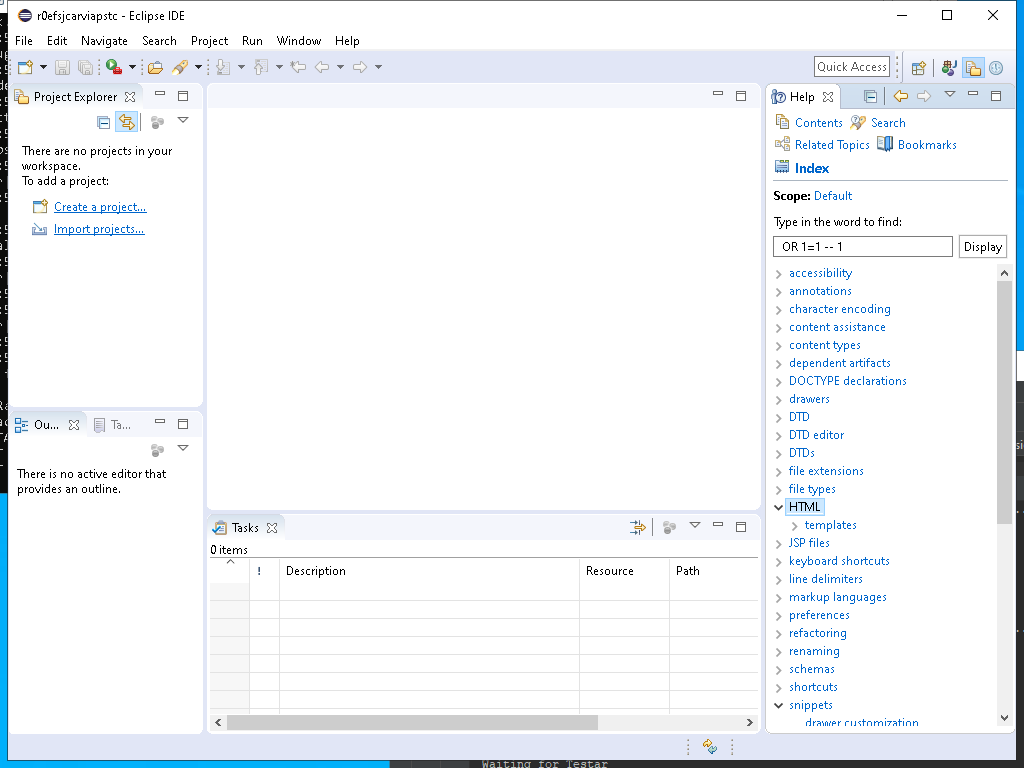 r0efsjcarviapstc - Eclipse IDE
File Edit Navigate Search Project Run Window Help
Quick Access
Project Explorer
There are no projects in your
workspace.
To add a project:
Create a project...
Import projects...
Ou...
Ta...
There is no active editor that
provides an outline.
Tasks
0 items
! Description Resource Path
Help
Contents Search
Related Topics Bookmarks
Index
Scope: Default
Type in the word to find:
OR 1=1 -- 1
Display
accessibility
annotations
character encoding
content assistance
content types
dependent artifacts
DOCTYPE declarations
drawers
DTD
DTD editor
DTDs
file extensions
file types
HTML
templates
JSP files
keyboard shortcuts
line delimiters
markup languages
preferences
refactoring
renaming
schemas
shortcuts
snippets
drawer customization
Waiting for Testar